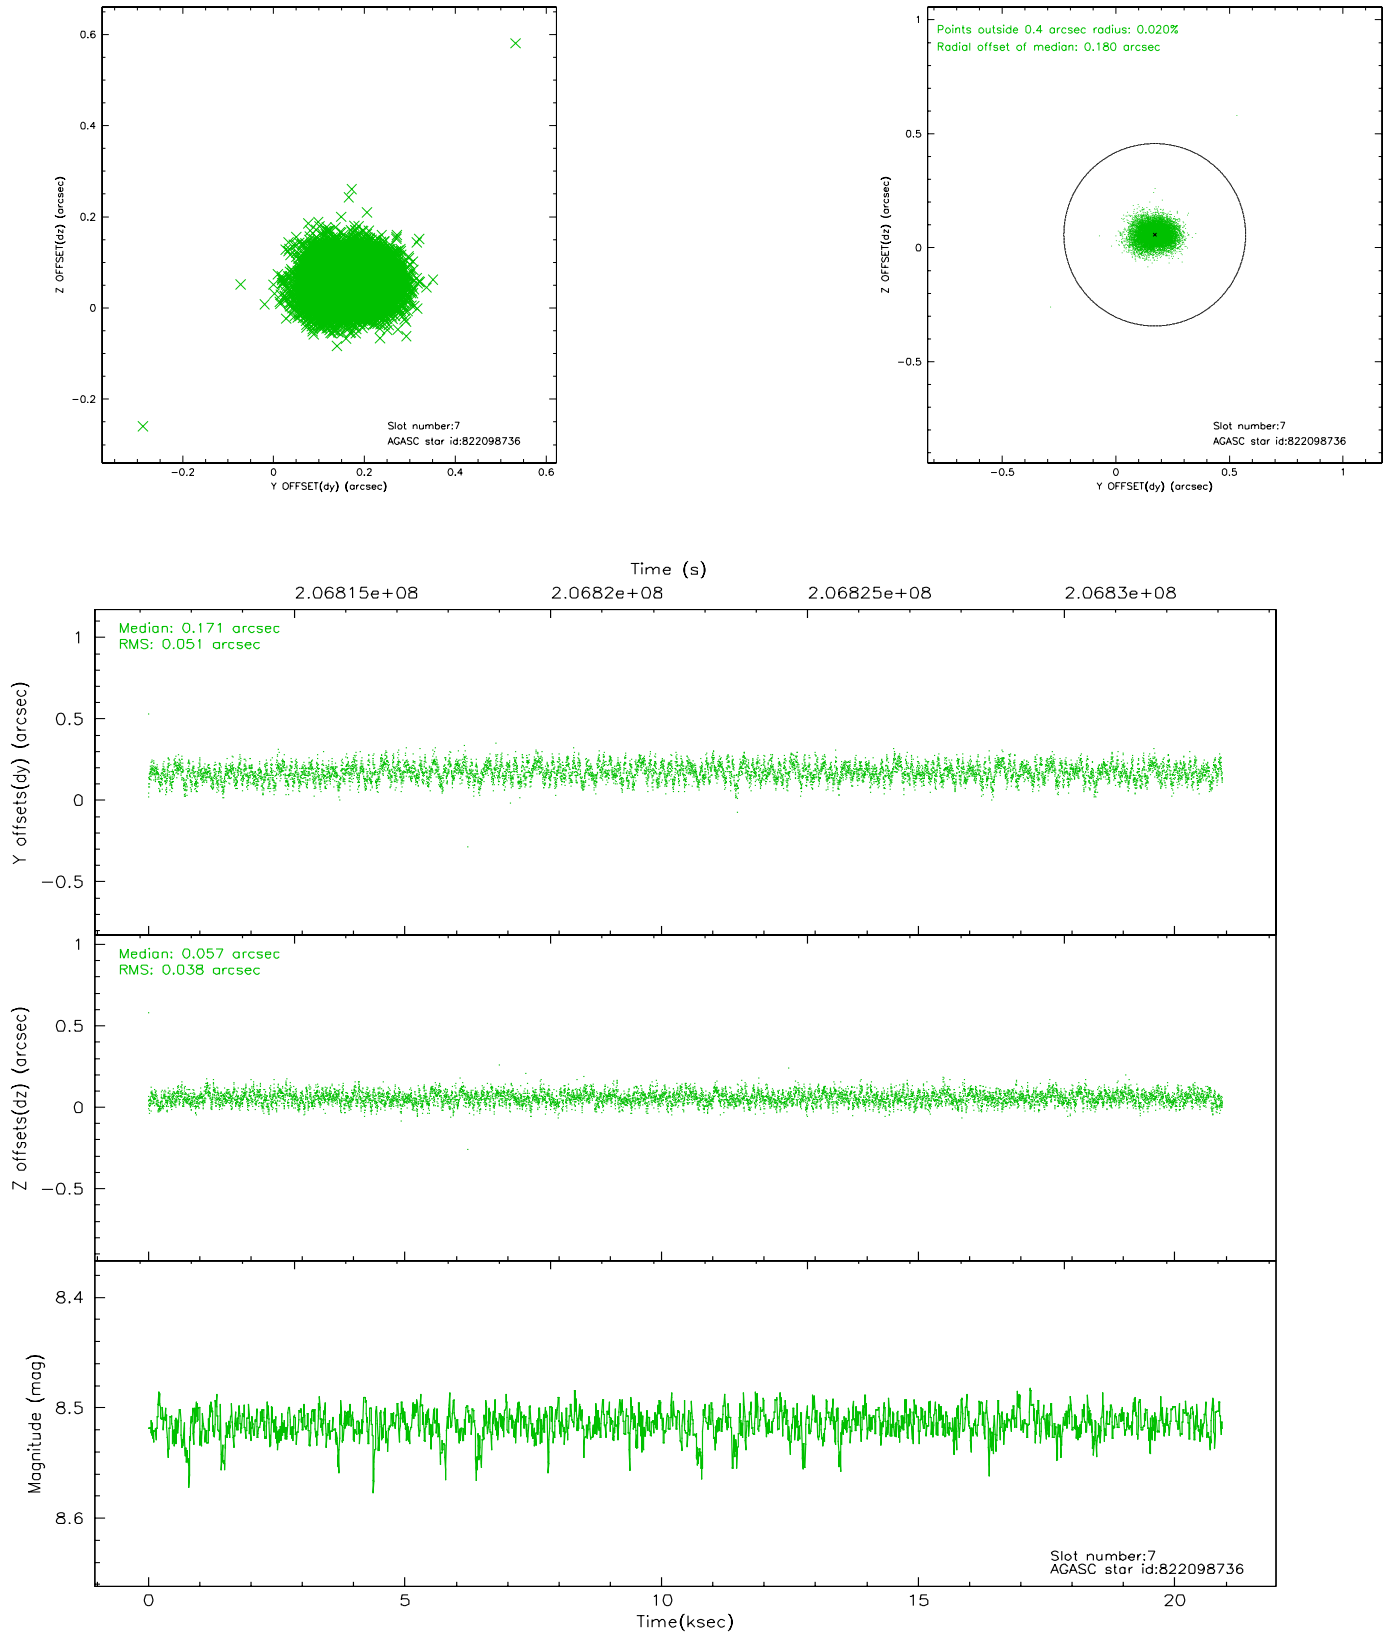 0.6
0.4
0.2
0
−0.2
Z OFFSET(dz) (arcsec)
Slot number:7
AGASC star id:822098736
−0.2 0 0.2 0.4 0.6
Y OFFSET(dy) (arcsec)
Points outside 0.4 arcsec radius: 0.020%
Radial offset of median: 0.180 arcsec
1
0.5
0
−0.5
Z OFFSET(dz) (arcsec)
Slot number:7
AGASC star id:822098736
−0.5 0 0.5 1
Y OFFSET(dy) (arcsec)
Time (s)
2.06815e+08 2.0682e+08 2.06825e+08 2.0683e+08
Median: 0.171 arcsec
RMS: 0.051 arcsec
1
0.5
0
−0.5
Y offsets(dy) (arcsec)
Median: 0.057 arcsec
RMS: 0.038 arcsec
1
0.5
0
−0.5
Z offsets(dz) (arcsec)
8.4
8.5
8.6
Magnitude (mag)
Slot number:7
AGASC star id:822098736
0 5 10 15 20
Time(ksec)